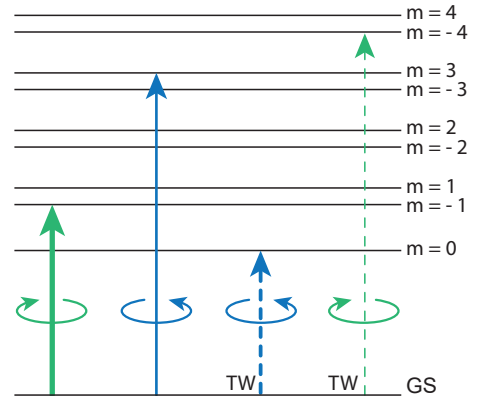 m = 4
m = - 4
m = 3
m = - 3
m = 2
m = - 2
m = 1
m = - 1
m = 0
TW TW GS